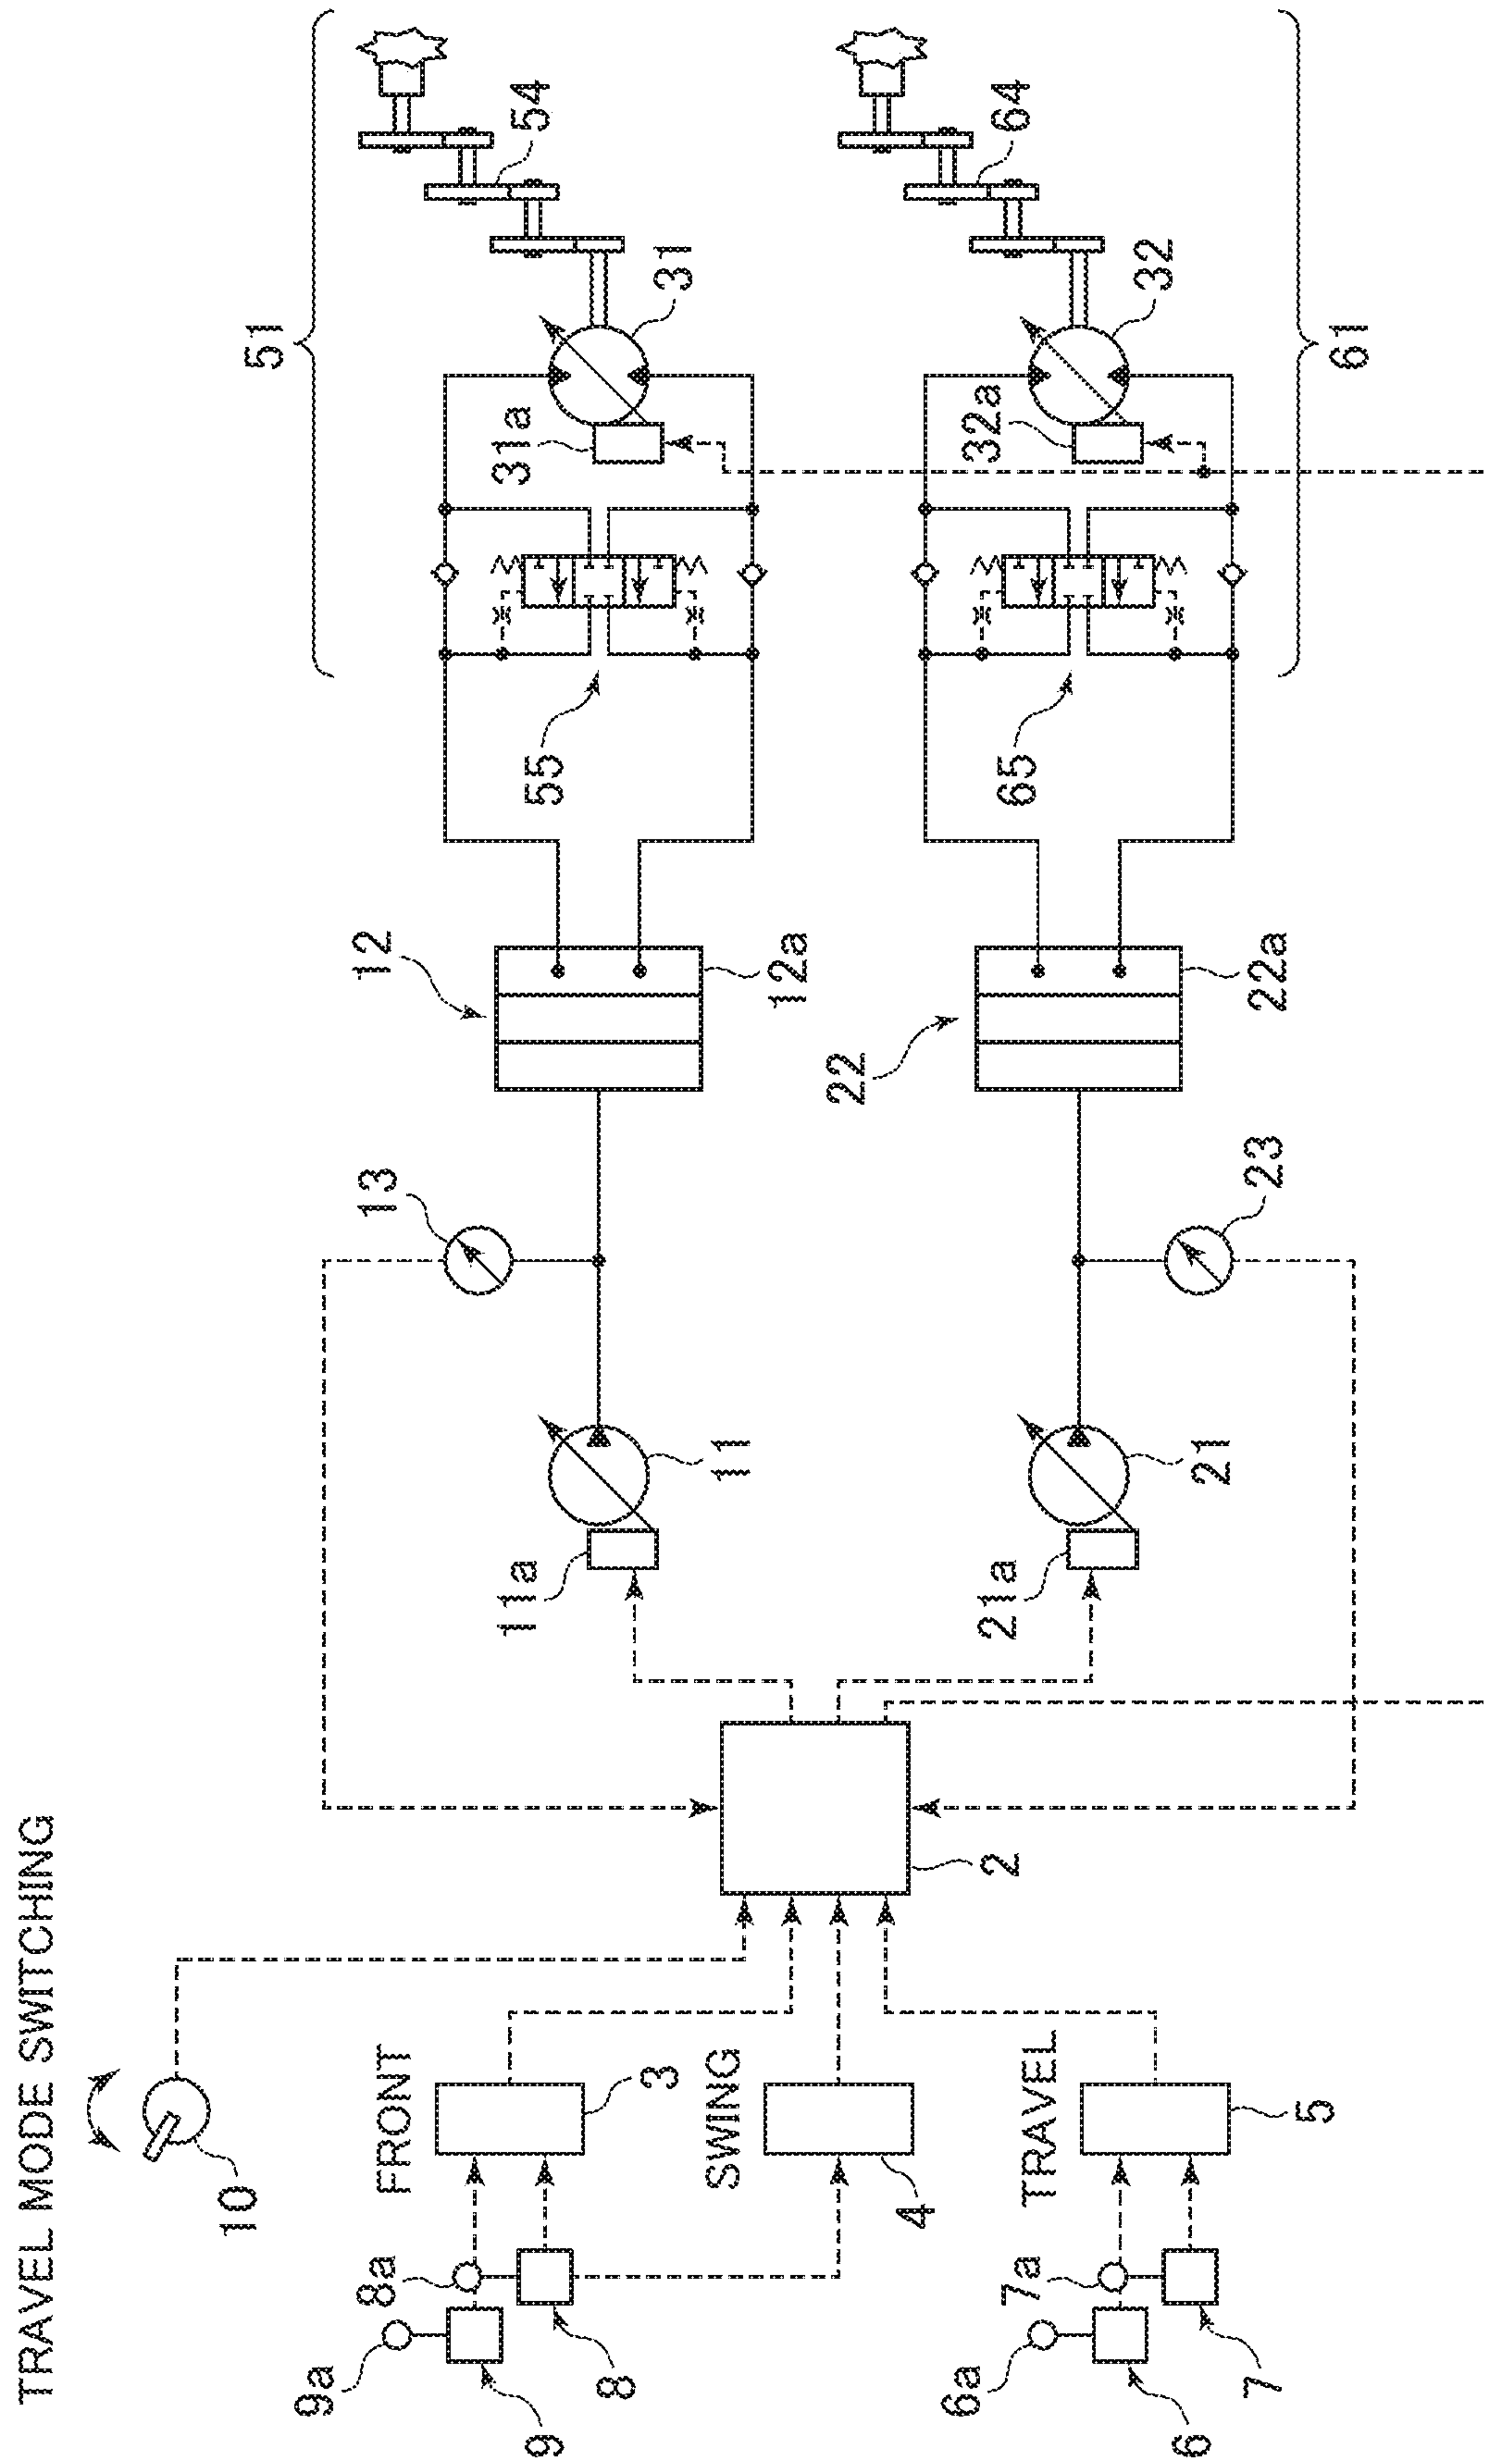 TRAVEL MODE SWITCHING
10
9a
8a
FRONT
9
8
3
SWING
4
6a
7a
TRAVEL
6
7
5
2
13
11a
11
12
12a
55
51
31a
31
54
21a
21
23
22
22a
65
32a
32
64
61